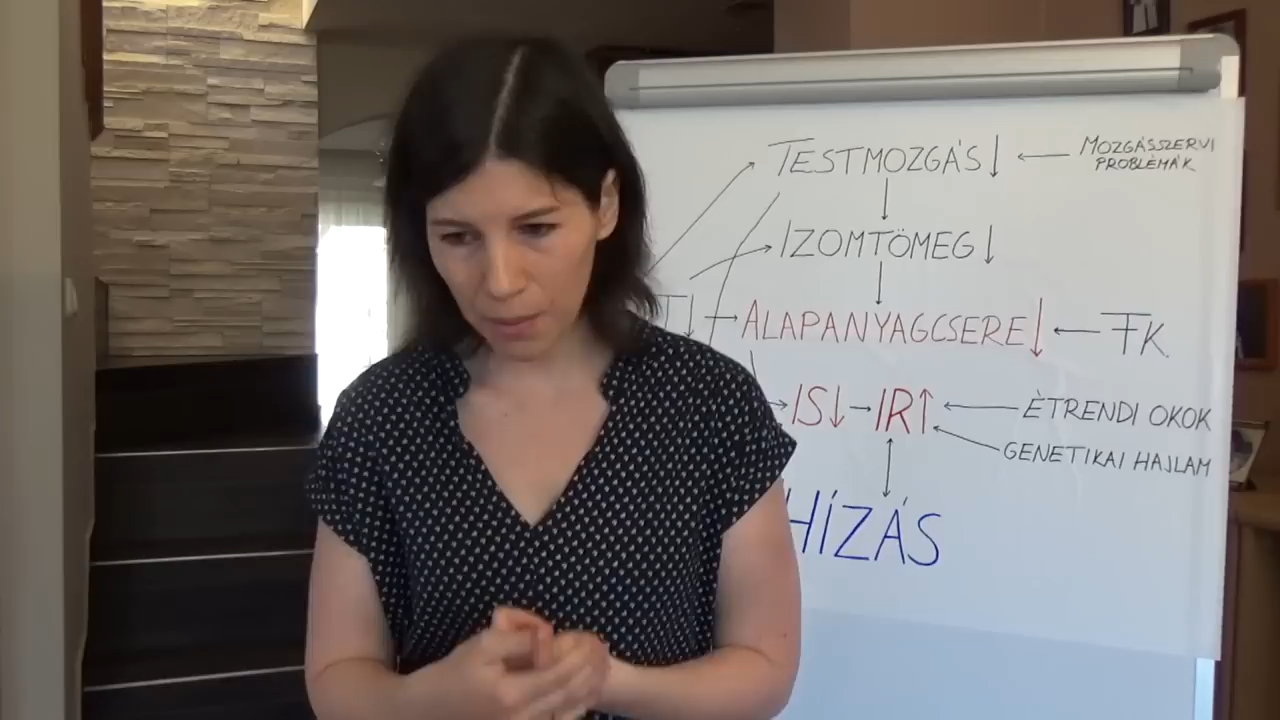 TESTMOZGÁS↓ ← MOZGÁSSZERVI
PROBLÉMÁK
IZOMTÖMEG↓
T↓ → ALAPANYAGCSERE↓ ← FK.
→ IS↓ → IR↑ ← ÉTRENDI OKOK
GENETIKAI HAJLAM
HÍZÁS